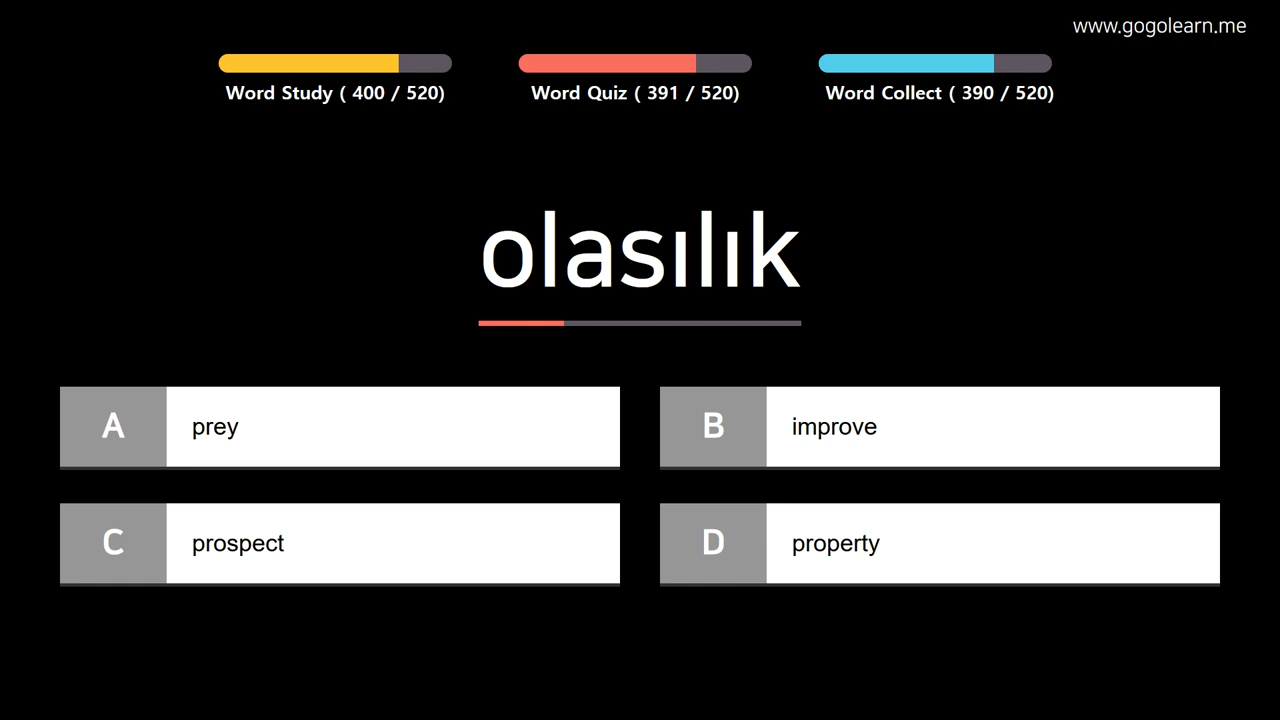 www.gogolearn.me
Word Study ( 400 / 520)
Word Quiz ( 391 / 520)
Word Collect ( 390 / 520)
olasılık
A
prey
B
improve
C
prospect
D
property